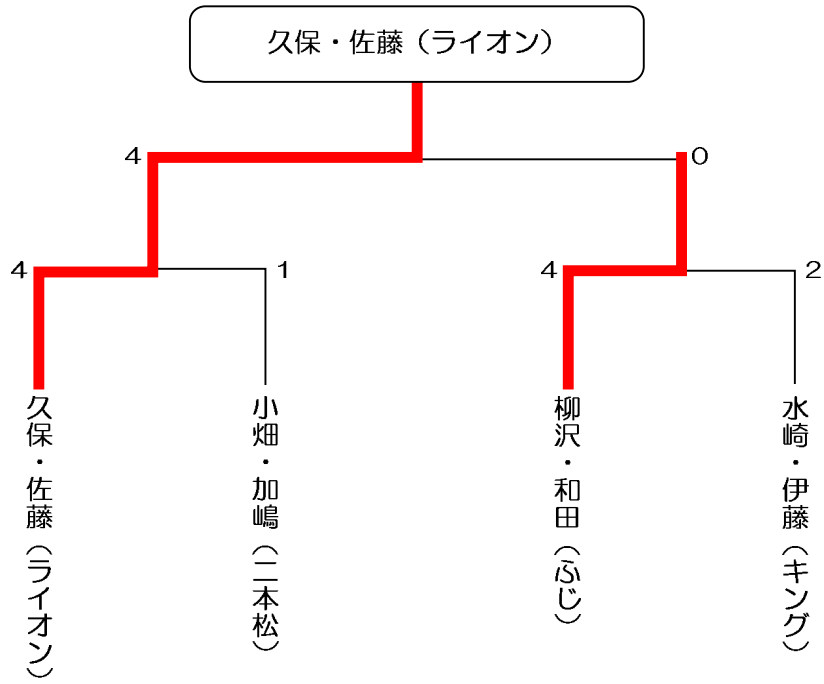 久保・佐藤（ライオン）
4
0
4
1
4
2
久保・佐藤（ライオン）
小畑・加嶋（二本松）
柳沢・和田（ふじ）
水崎・伊藤（キング）